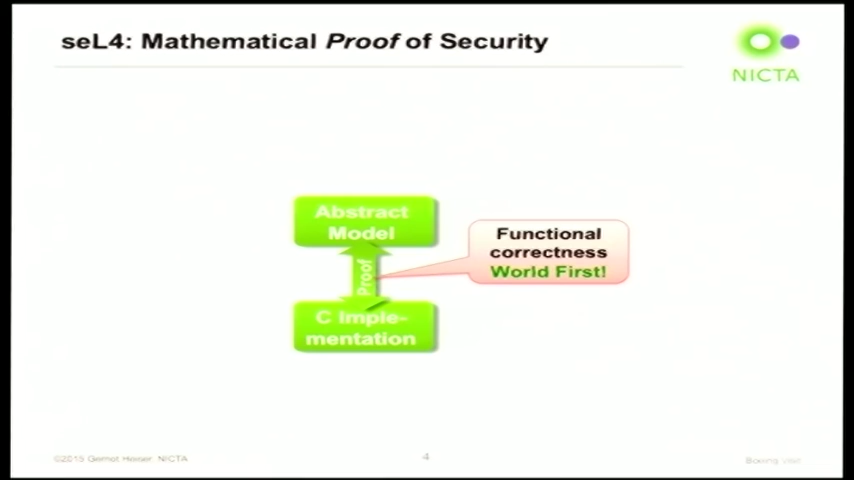 seL4: Mathematical Proof of Security
NICTA
Abstract
Model
Proof
Functional
correctness
World First!
C Imple-
mentation
©2015 Gernot Heiser NICTA
4
Boeing